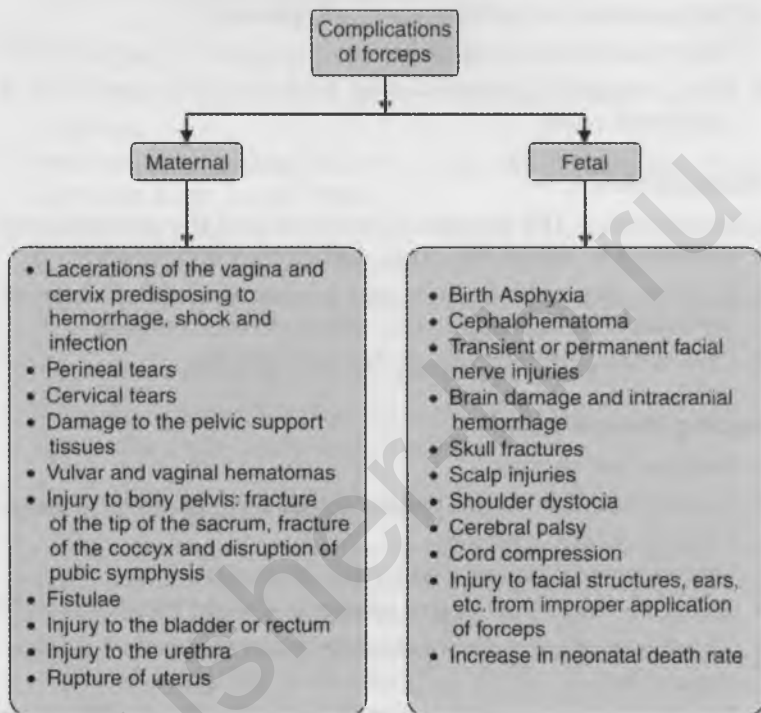 Complications
of forceps
Maternal
Fetal
• Lacerations of the vagina and
cervix predisposing to
hemorrhage, shock and
infection
• Perineal tears
• Cervical tears
• Damage to the pelvic support
tissues
• Vulvar and vaginal hematomas
• Injury to bony pelvis: fracture
of the tip of the sacrum, fracture
of the coccyx and disruption of
pubic symphysis
• Fistulae
• Injury to the bladder or rectum
• Injury to the urethra
• Rupture of uterus
• Birth Asphyxia
• Cephalohematoma
• Transient or permanent facial
nerve injuries
• Brain damage and intracranial
hemorrhage
• Skull fractures
• Scalp injuries
• Shoulder dystocia
• Cerebral palsy
• Cord compression
• Injury to facial structures, ears,
etc. from improper application
of forceps
• Increase in neonatal death rate